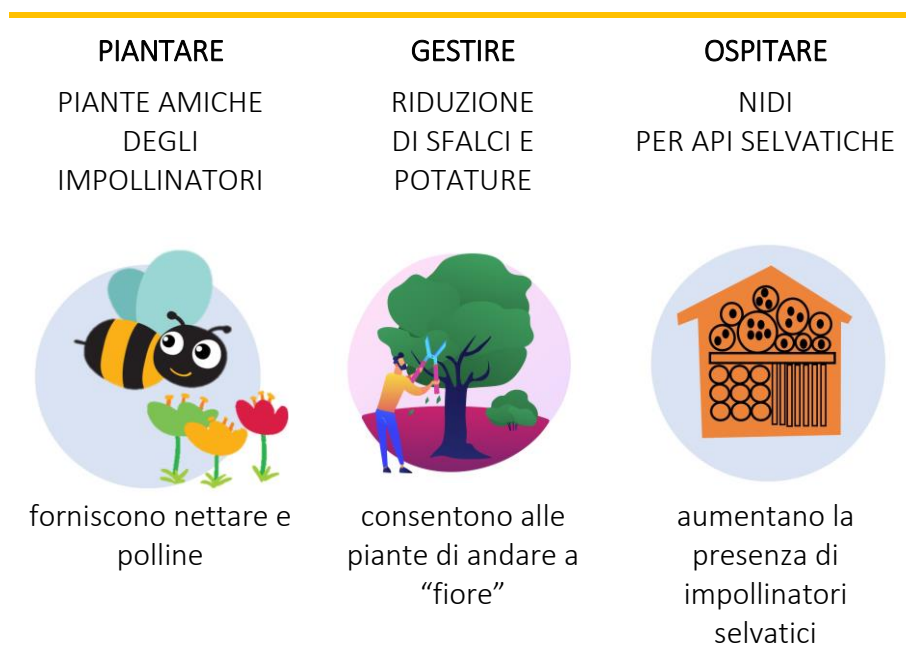 PIANTARE
PIANTE AMICHE
DEGLI
IMPOLLINATORI
forniscono nettare e
polline
GESTIRE
RIDUZIONE
DI SFALCI E
POTATURE
consentono alle
piante di andare a
“fiore”
OSPITARE
NIDI
PER API SELVATICHE
aumentano la
presenza di
impollinatori
selvatici